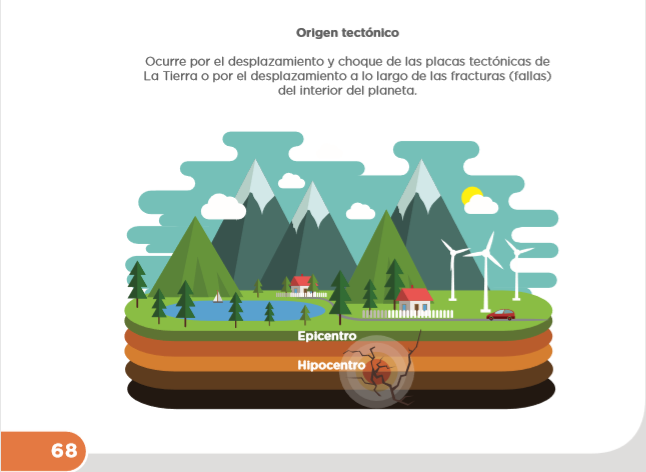 Origen tectónico
Ocurre por el desplazamiento y choque de las placas tectónicas de
La Tierra o por el desplazamiento a lo largo de las fracturas (fallas)
del interior del planeta.
Epicentro
Hipocentro
68